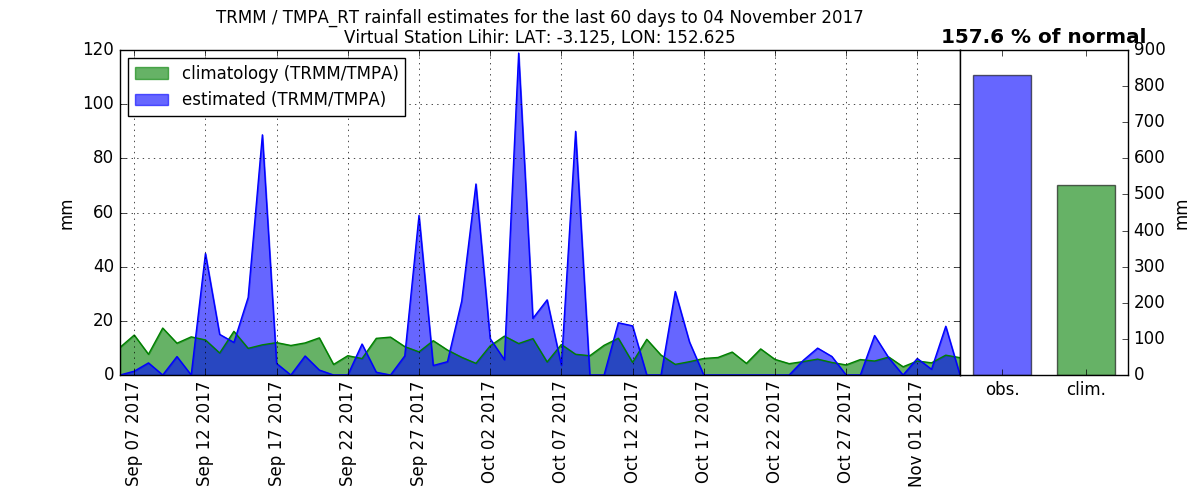 TRMM / TMPA_RT rainfall estimates for the last 60 days to 04 November 2017
Virtual Station Lihir: LAT: -3.125, LON: 152.625
157.6 % of normal
climatology (TRMM/TMPA)
estimated (TRMM/TMPA)
120
100
80
60
40
20
0
mm
900
800
700
600
500
400
300
200
100
0
mm
Sep 07 2017
Sep 12 2017
Sep 17 2017
Sep 22 2017
Sep 27 2017
Oct 02 2017
Oct 07 2017
Oct 12 2017
Oct 17 2017
Oct 22 2017
Oct 27 2017
Nov 01 2017
obs.
clim.